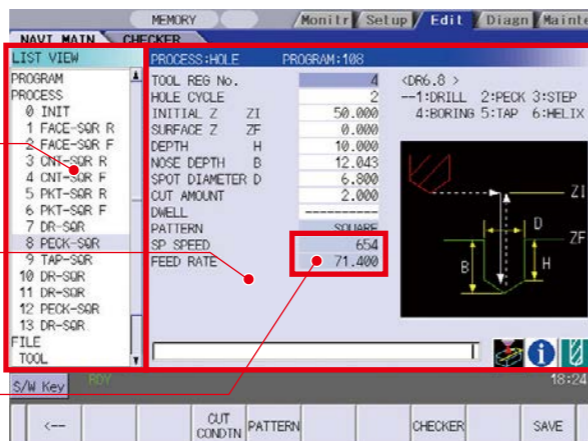 MEMORY Monitr Setup Edit Diagn Mainte
NAVI MAIN CHECKER
LIST VIEW
PROGRAM
PROCESS
0 INIT
1 FACE-SQR R
2 FACE-SQR F
3 CNT-SQR R
4 CNT-SQR F
5 PKT-SQR R
6 PKT-SQR F
7 DR-SQR
8 PECK-SQR
9 TAP-SQR
10 DR-SQR
11 DR-SQR
12 PECK-SQR
13 DR-SQR
FILE
TOOL
PROCESS:HOLE PROGRAM:108
TOOL REG No. 4
HOLE CYCLE 2
INITIAL Z ZI 50.000
SURFACE Z ZF 0.000
DEPTH H 10.000
NOSE DEPTH B 12.043
SPOT DIAMETER D 6.800
CUT AMOUNT 2.000
DWELL ----------
PATTERN SQUARE
SP SPEED 654
FEED RATE 71.400
<DR6.8 >
--1:DRILL 2:PECK 3:STEP
4:BORING 5:TAP 6:HELIX
ZI
D
ZF
B H
S/W Key RDY 18:24
<-- CUT CONDTN PATTERN CHECKER SAVE